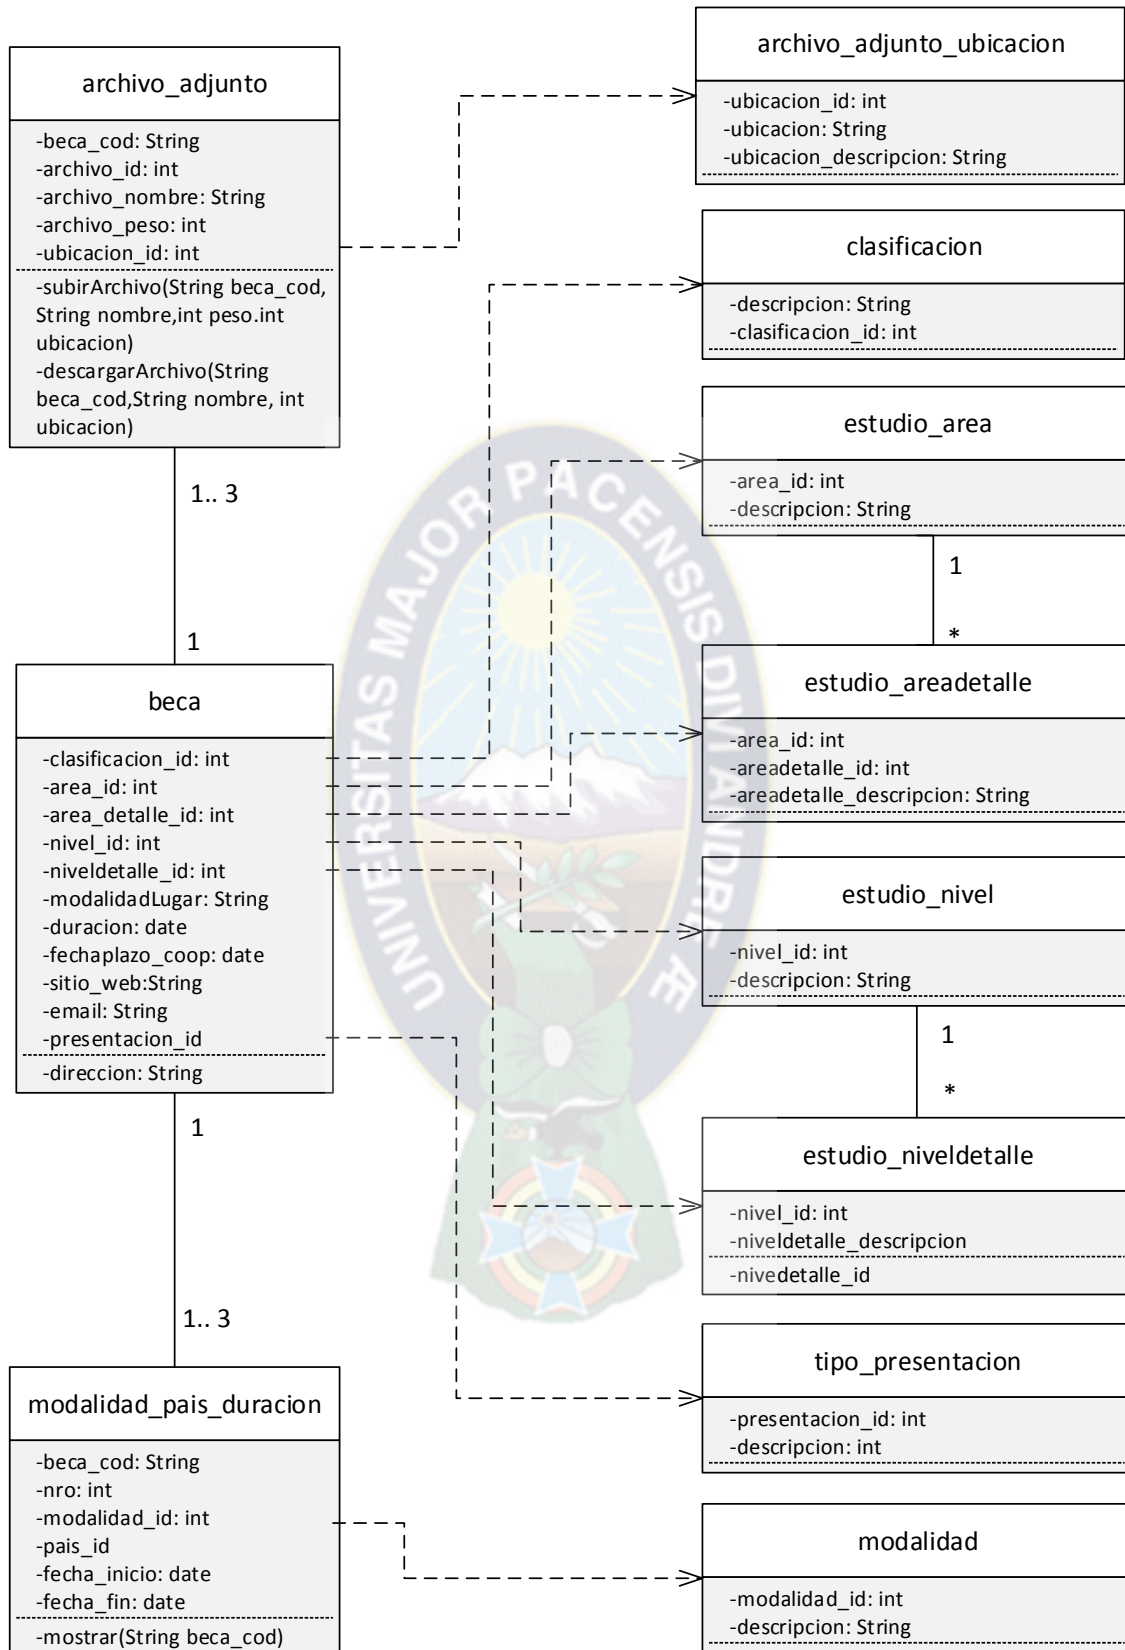 archivo_adjunto
-beca_cod: String
-archivo_id: int
-archivo_nombre: String
-archivo_peso: int
-ubicacion_id: int
-subirArchivo(String beca_cod,
String nombre,int peso.int
ubicacion)
-descargarArchivo(String
beca_cod,String nombre, int
ubicacion)
1.. 3
1
beca
-clasificacion_id: int
-area_id: int
-area_detalle_id: int
-nivel_id: int
-niveldetalle_id: int
-modalidadLugar: String
-duracion: date
-fechaplazo_coop: date
-sitio_web:String
-email: String
-presentacion_id
-direccion: String
1
1.. 3
modalidad_pais_duracion
-beca_cod: String
-nro: int
-modalidad_id: int
-pais_id
-fecha_inicio: date
-fecha_fin: date
-mostrar(String beca_cod)
archivo_adjunto_ubicacion
-ubicacion_id: int
-ubicacion: String
-ubicacion_descripcion: String
clasificacion
-descripcion: String
-clasificacion_id: int
estudio_area
-area_id: int
-descripcion: String
1
*
estudio_areadetalle
-area_id: int
-areadetalle_id: int
-areadetalle_descripcion: String
estudio_nivel
-nivel_id: int
-descripcion: String
1
*
estudio_niveldetalle
-nivel_id: int
-niveldetalle_descripcion
-nivedetalle_id
tipo_presentacion
-presentacion_id: int
-descripcion: int
modalidad
-modalidad_id: int
-descripcion: String
UNIVERSITAS MAJOR PACENSIS DIVI ANDRE Æ